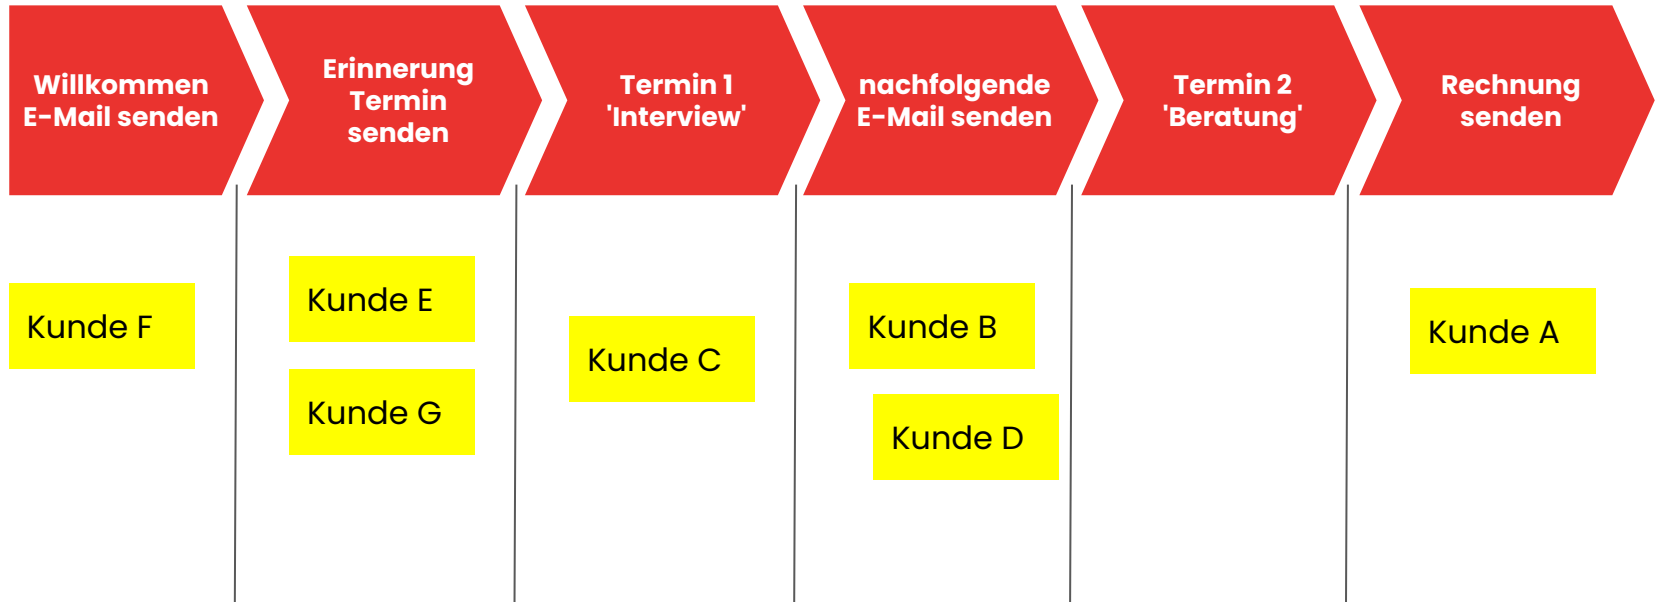 Willkommen
E-Mail senden
Erinnerung
Termin
senden
Termin 1
'Interview'
nachfolgende
E-Mail senden
Termin 2
'Beratung'
Rechnung
senden
Kunde F
Kunde E
Kunde G
Kunde C
Kunde B
Kunde D
Kunde A